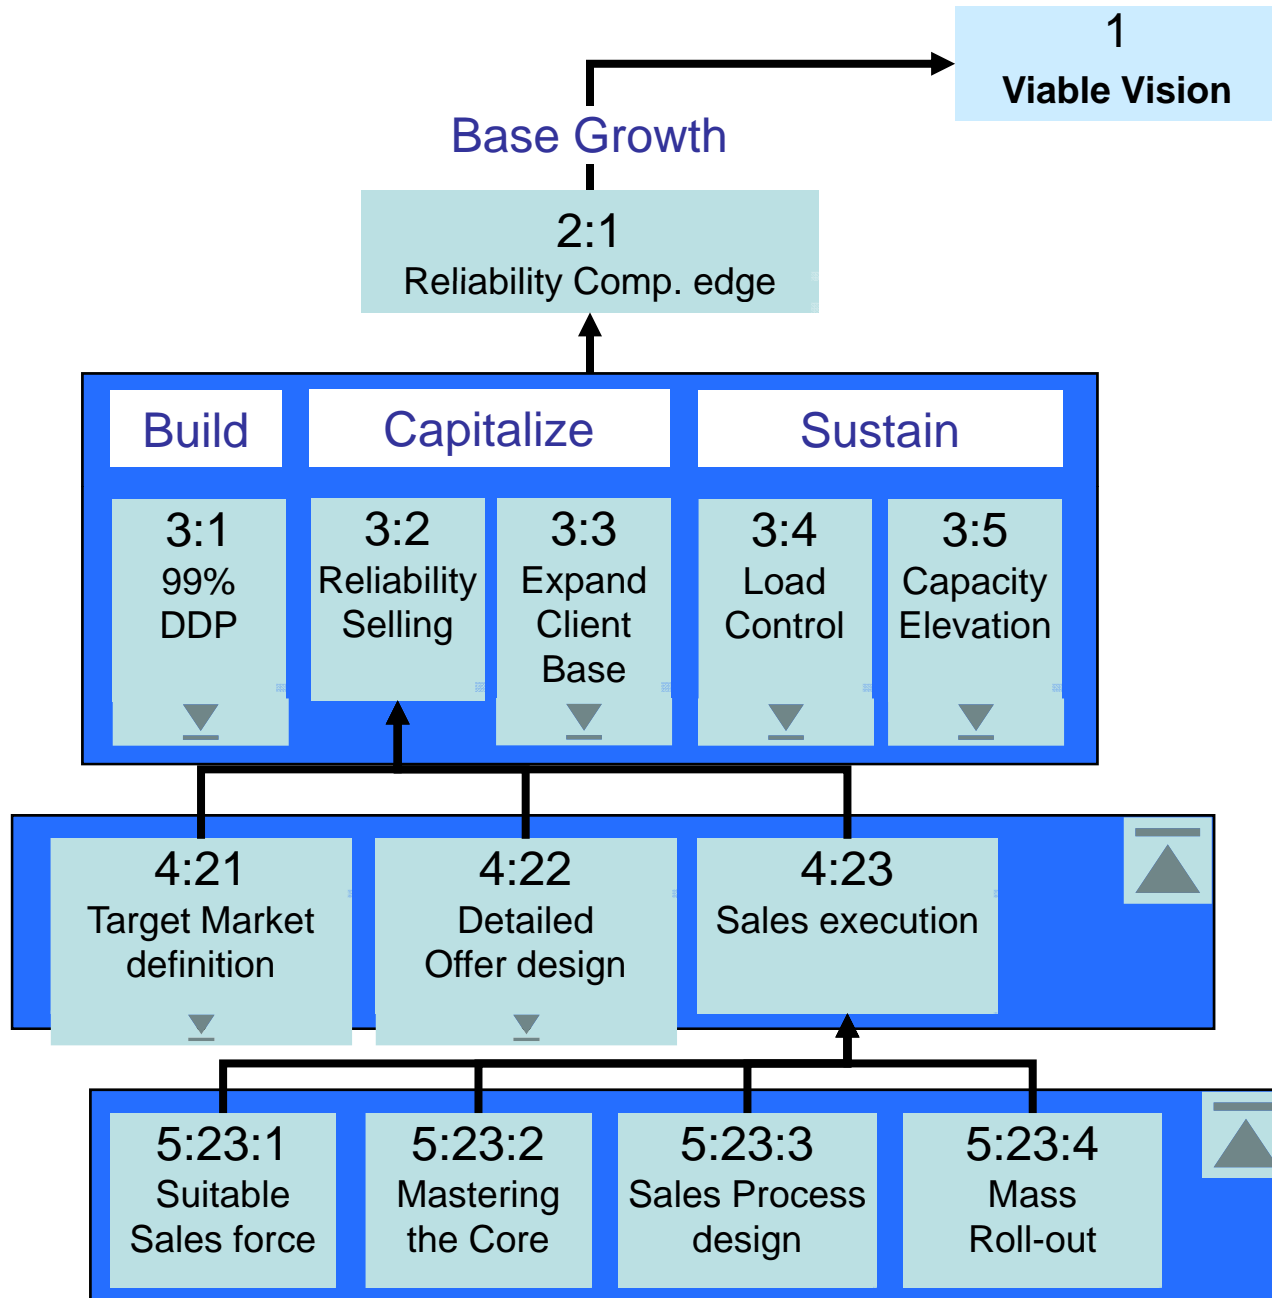 1
Viable Vision
Base Growth
2:1
Reliability Comp. edge
Build
Capitalize
Sustain
3:1
99%
DDP
3:2
Reliability
Selling
3:3
Expand
Client
Base
3:4
Load
Control
3:5
Capacity
Elevation
4:21
Target Market
definition
4:22
Detailed
Offer design
4:23
Sales execution
5:23:1
Suitable
Sales force
5:23:2
Mastering
the Core
5:23:3
Sales Process
design
5:23:4
Mass
Roll-out